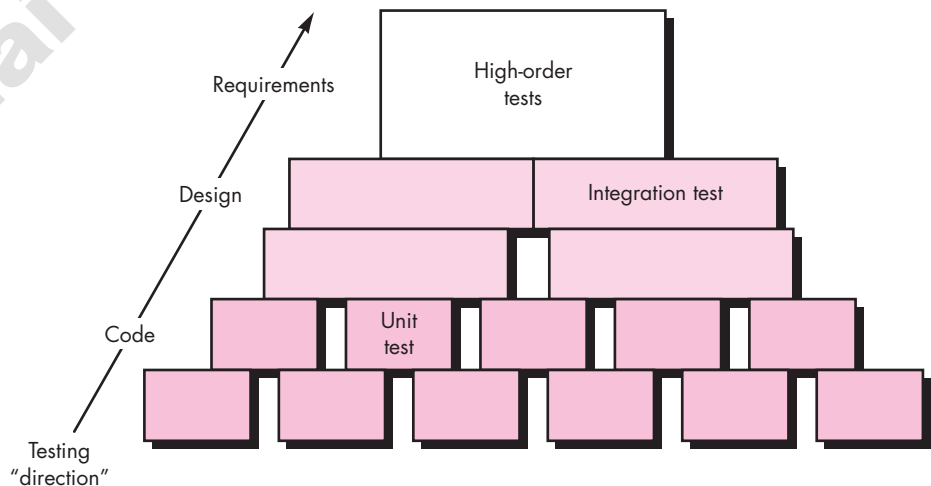 High-order
tests
Requirements
Integration test
Design
Unit
test
Code
Testing
“direction”